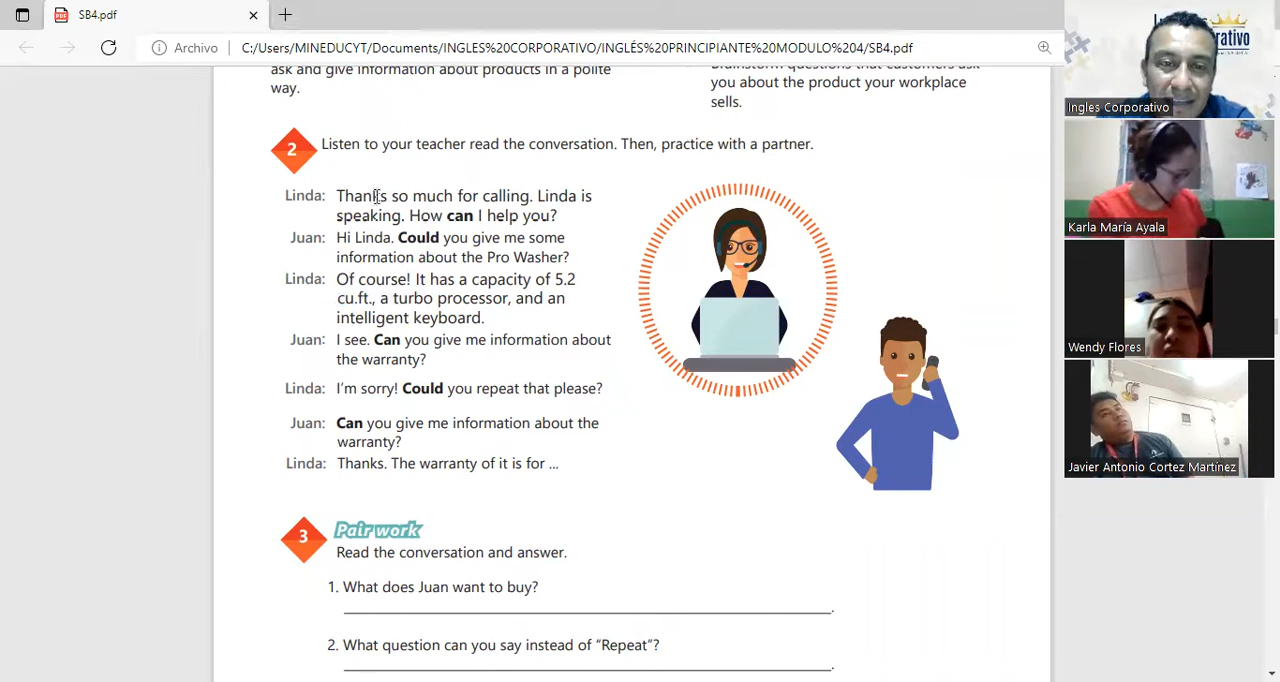 SB4.pdf
Archivo
C:/Users/MINEDUCYT/Documents/INGLES%20CORPORATIVO/INGLÉS%20PRINCIPIANTE%20MODULO%204/SB4.pdf
ask and give information about products in a polite
way.
Brainstorm questions that customers ask
you about the product your workplace
sells.
2
Listen to your teacher read the conversation. Then, practice with a partner.
Linda: Thanks so much for calling. Linda is
speaking. How can I help you?
Juan: Hi Linda. Could you give me some
information about the Pro Washer?
Linda: Of course! It has a capacity of 5.2
cu.ft., a turbo processor, and an
intelligent keyboard.
Juan: I see. Can you give me information about
the warranty?
Linda: I'm sorry! Could you repeat that please?
Juan: Can you give me information about the
warranty?
Linda: Thanks. The warranty of it is for ...
3
Pair work
Read the conversation and answer.
1. What does Juan want to buy?
2. What question can you say instead of “Repeat”?
Ingles Corporativo
Karla María Ayala
Wendy Flores
Javier Antonio Cortez Martínez